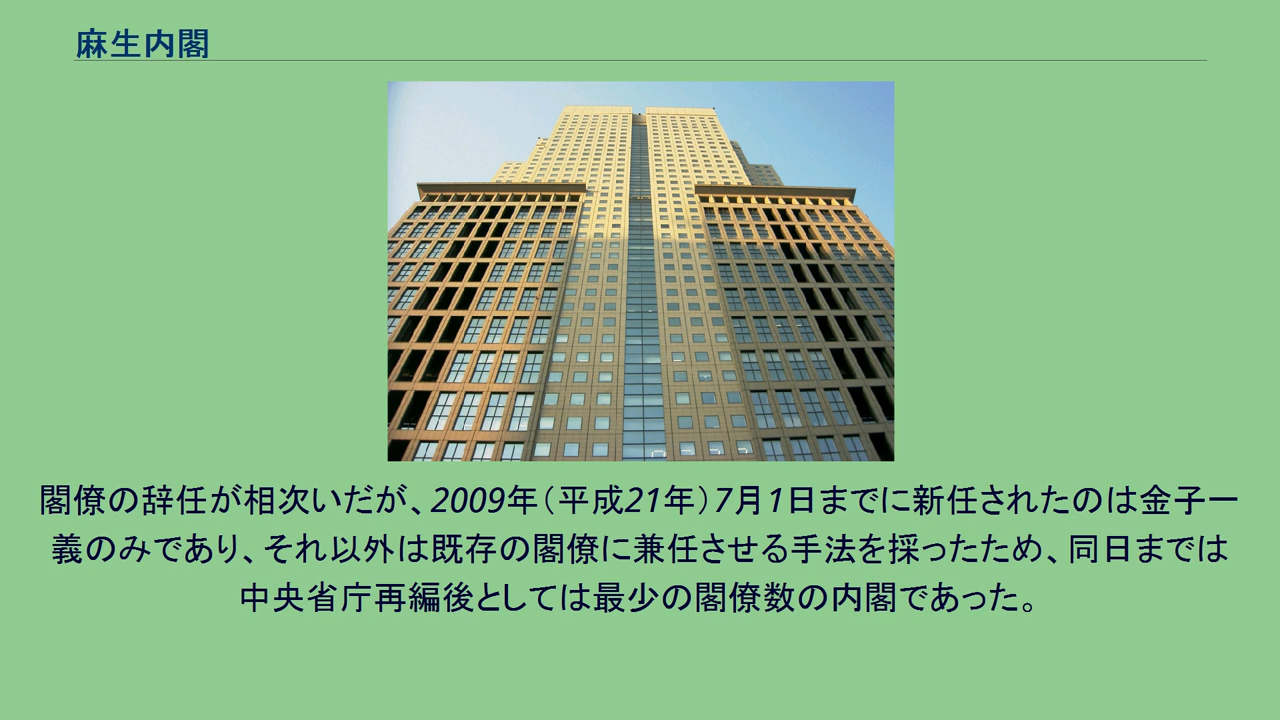 麻生内閣
閣僚の辞任が相次いだが、2009年（平成21年）7月1日までに新任されたのは金子一
義のみであり、それ以外は既存の閣僚に兼任させる手法を採ったため、同日までは
中央省庁再編後としては最少の閣僚数の内閣であった。